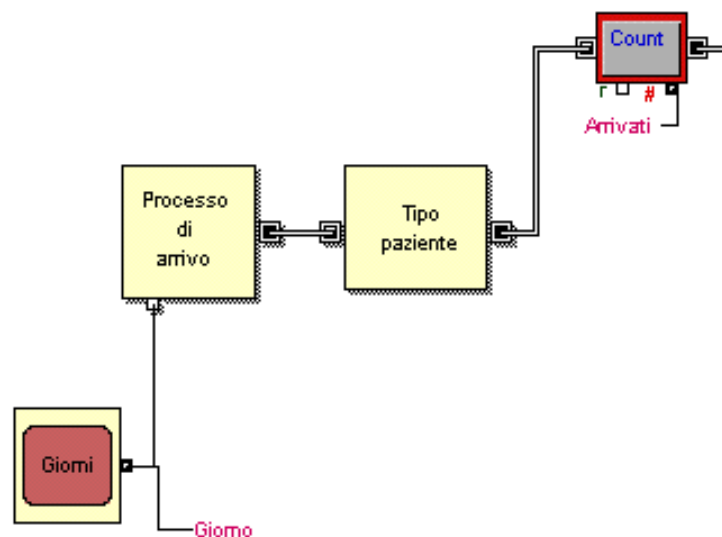 Count
r #
Arrivati
Processo
di
arrivo
Tipo
paziente
Giorni
Giorno